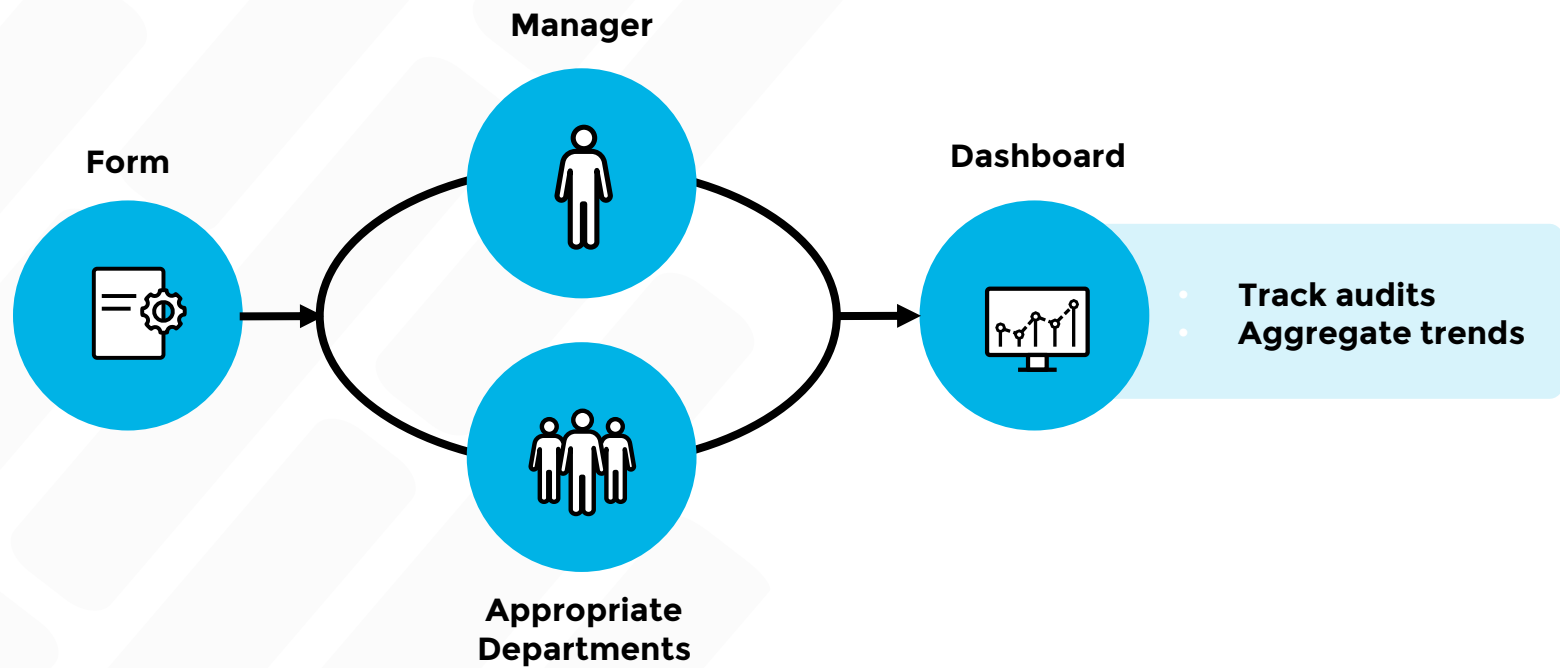 Manager
Form
Dashboard
Track audits
Aggregate trends
Appropriate
Departments